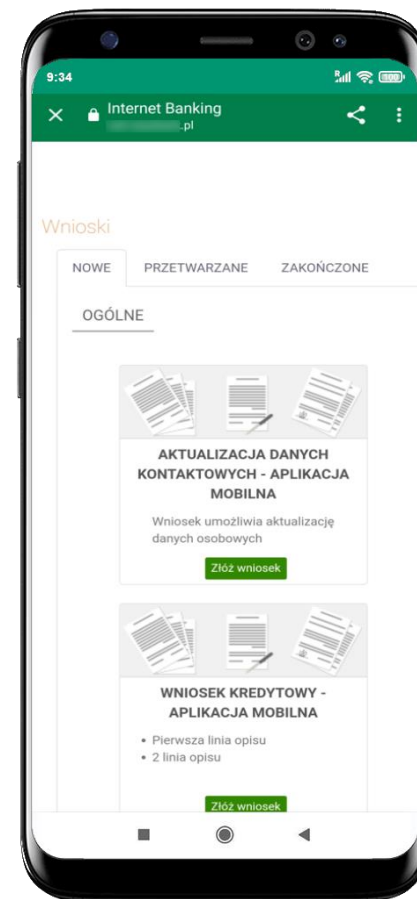 9:34
R
100
Internet Banking
.pl
Wnioski
NOWE PRZETWARZANE ZAKOŃCZONE
OGÓLNE
AKTUALIZACJA DANYCH
KONTAKTOWYCH - APLIKACJA
MOBILNA
Wniosek umożliwia aktualizację
danych osobowych
Złóż wniosek
WNIOSEK KREDYTOWY -
APLIKACJA MOBILNA
• Pierwsza linia opisu
• 2 linia opisu
Złóż wniosek